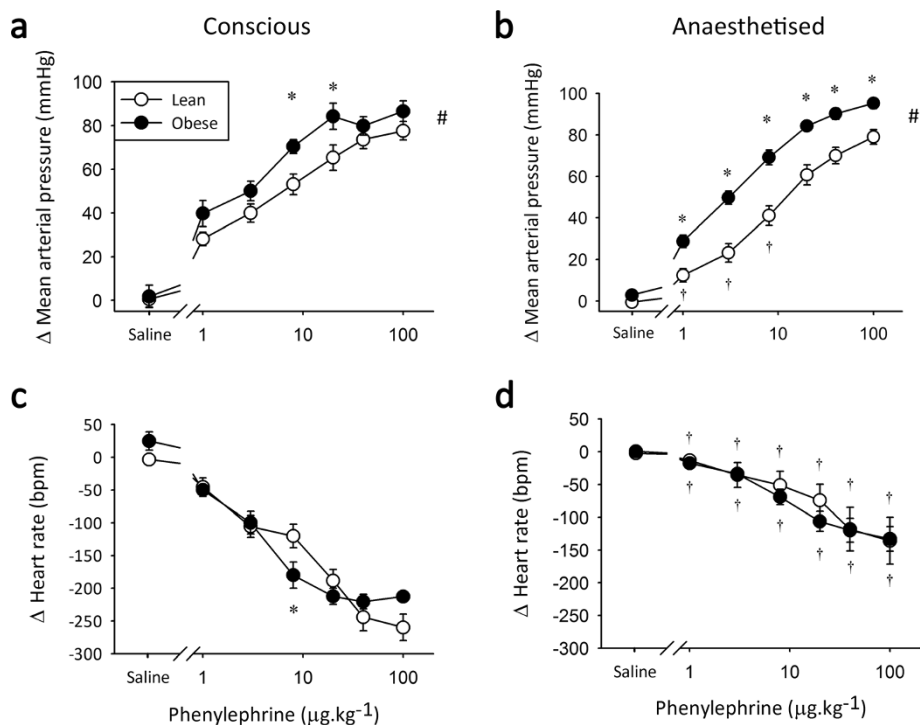 a
Conscious
b
Anaesthetised
Δ Mean arterial pressure (mmHg)
100
80
60
40
20
0
Lean
Obese
* *
#
Saline
1
10
100
Δ Mean arterial pressure (mmHg)
100
80
60
40
20
0
* * * * * *
#
† † †
Saline
1
10
100
c
d
Δ Heart rate (bpm)
50
0
-50
-100
-150
-200
-250
-300
*
Saline
1
10
100
Phenylephrine (µg.kg-1)
Δ Heart rate (bpm)
50
0
-50
-100
-150
-200
-250
-300
† † † † † †
† † † † † †
Saline
1
10
100
Phenylephrine (µg.kg-1)